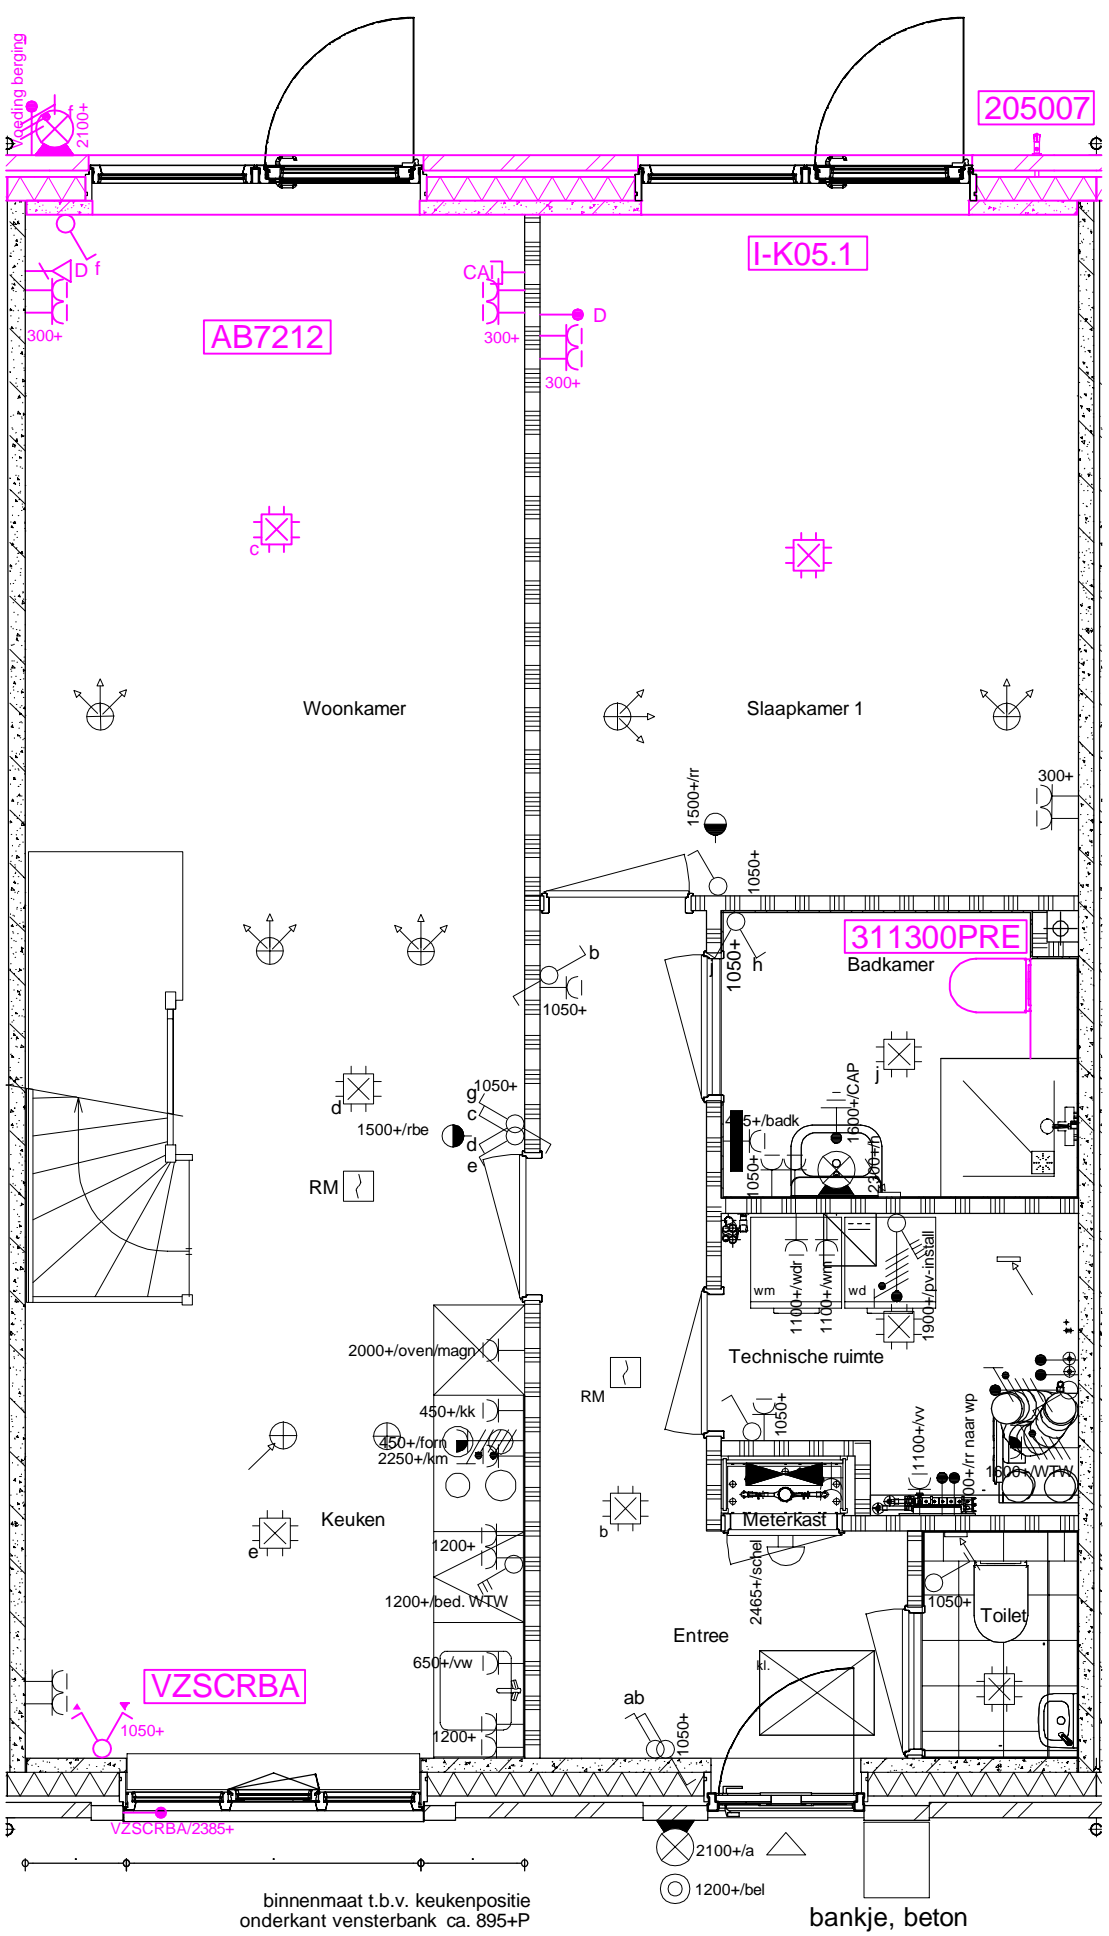 Voeding berging
f
2100+
205007
I-K05.1
D f
CAI
D
AB7212
300+
300+
300+
c
Woonkamer
Slaapkamer 1
300+
1500+/rr
1050+
311300PRE
Badkamer
j
1050+
h
b
1050+
j
d
g
1050+
c
1500+/rbe
d
e
1600+/CAP
1050+
2300+/h
RM
wm
1100+/wdr
1100+/wm
wd
1900+/pv-install
Technische ruimte
2000+/oven/magn
RM
450+/kk
450+/forn
2250+/km
1050+
1100+/vv
1600+/WTW
Keuken
e
b
Meterkast
1200+
2465+/schel
1200+/bed. WTW
1050+
Toilet
Entree
650+/vw
kl.
VZSCRBA
1050+
ab
1050+
1200+
VZSCRBA/2385+
2100+/a
1200+/bel
binnenmaat t.b.v. keukenpositie
onderkant vensterbank ca. 895+P
bankje, beton